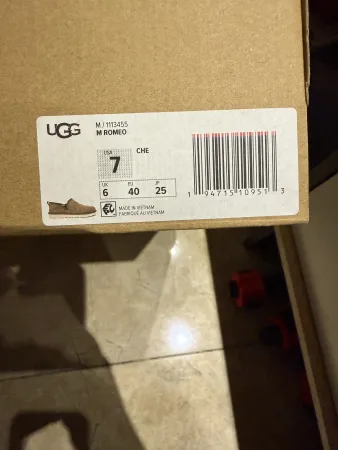 UGG
M / 1113455
M ROMEO
USA
7
CHE
UK
6
EU
40
JP
25
MADE IN VIETNAM
FABRIQUÉ AU VIETNAM
1 94715 10951 3